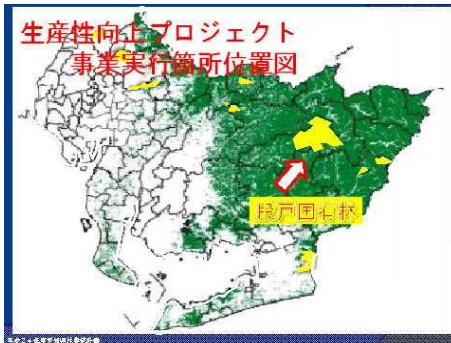 生産性向上プロジェクト
事業実行箇所位置図
段戸国有林